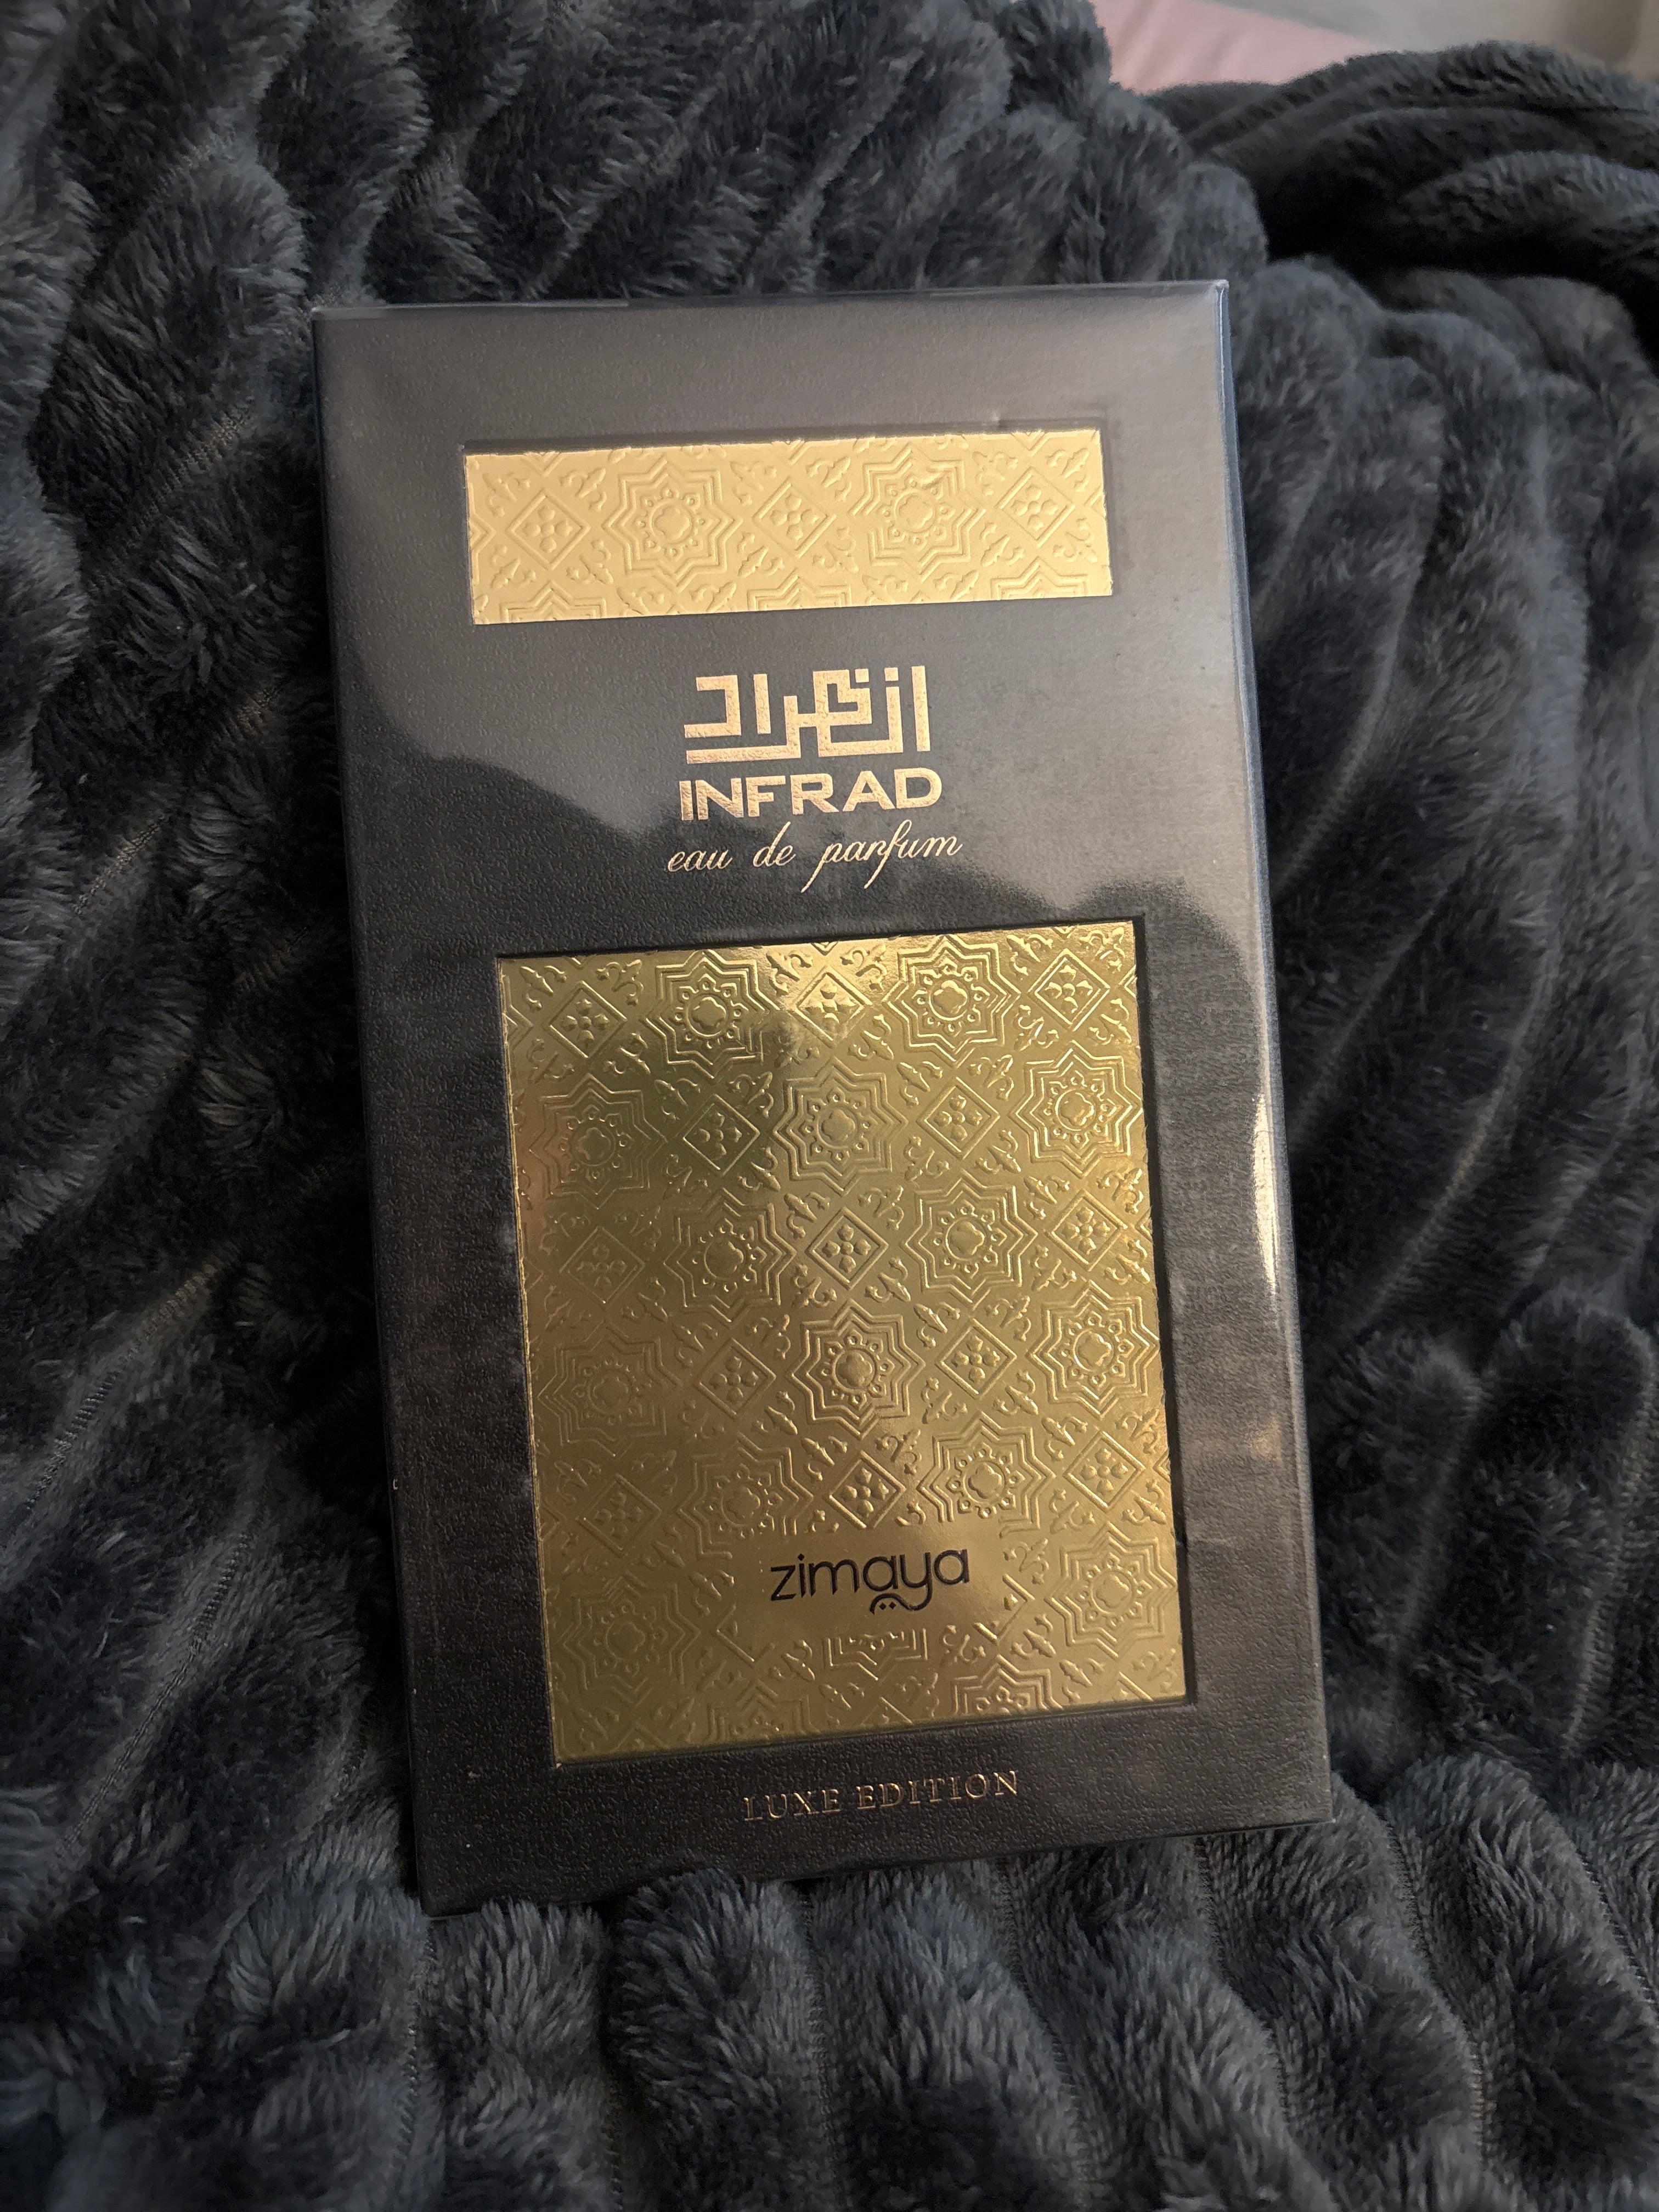 انفراد
INFRAD
eau de parfum
zimaya
LUXE EDITION